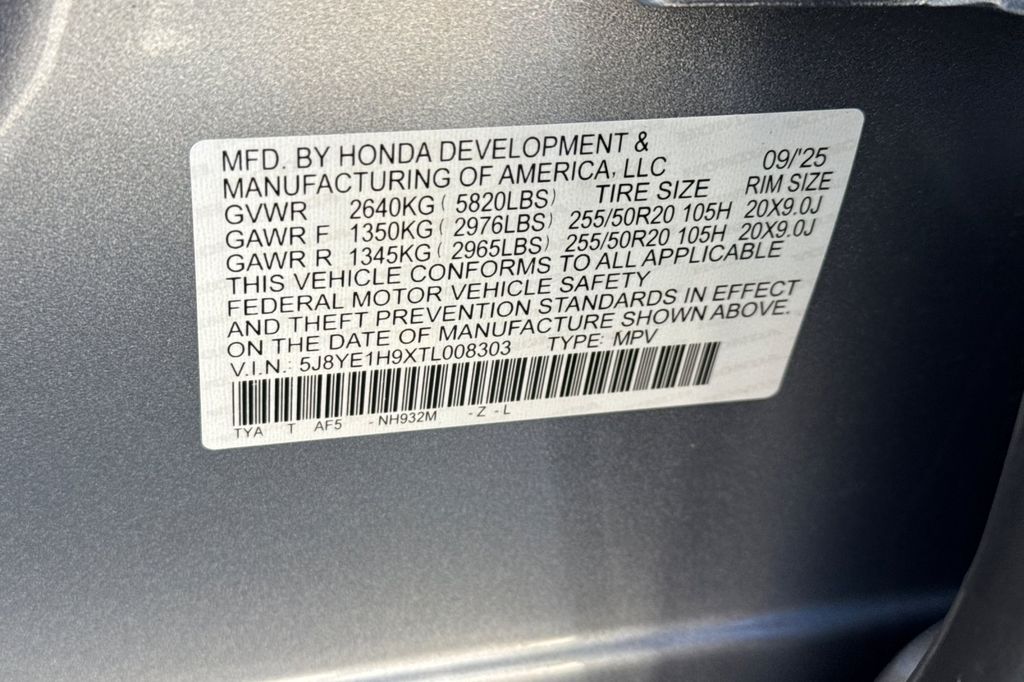 MFD. BY HONDA DEVELOPMENT &
MANUFACTURING OF AMERICA, LLC 09/'25
GVWR 2640KG ( 5820LBS) TIRE SIZE RIM SIZE
GAWR F 1350KG ( 2976LBS) 255/50R20 105H 20X9.0J
GAWR R 1345KG ( 2965LBS) 255/50R20 105H 20X9.0J
THIS VEHICLE CONFORMS TO ALL APPLICABLE
FEDERAL MOTOR VEHICLE SAFETY
AND THEFT PREVENTION STANDARDS IN EFFECT
ON THE DATE OF MANUFACTURE SHOWN ABOVE.
V.I.N.: 5J8YE1H9XTL008303 TYPE: MPV
TYA T AF5 -NH932M -Z -L